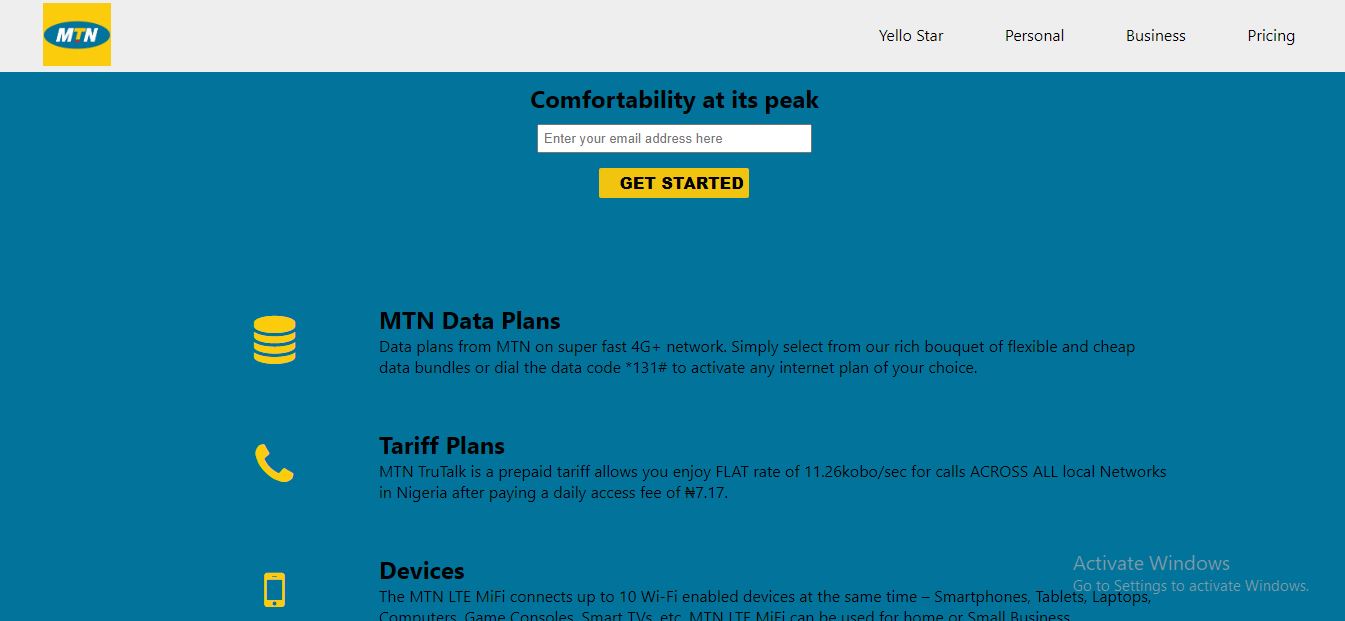 MTN
Yello Star
Personal
Business
Pricing
Comfortability at its peak
Enter your email address here
GET STARTED
MTN Data Plans
Data plans from MTN on super fast 4G+ network. Simply select from our rich bouquet of flexible and cheap
data bundles or dial the data code *131# to activate any internet plan of your choice.
Tariff Plans
MTN TruTalk is a prepaid tariff allows you enjoy FLAT rate of 11.26kobo/sec for calls ACROSS ALL local Networks
in Nigeria after paying a daily access fee of ₦7.17.
Devices
The MTN LTE MiFi connects up to 10 Wi-Fi enabled devices at the same time – Smartphones, Tablets, Laptops,
Computers, Game Consoles, Smart TVs, etc. MTN LTE MiFi can be used for home or Small Business
Activate Windows
Go to Settings to activate Windows.